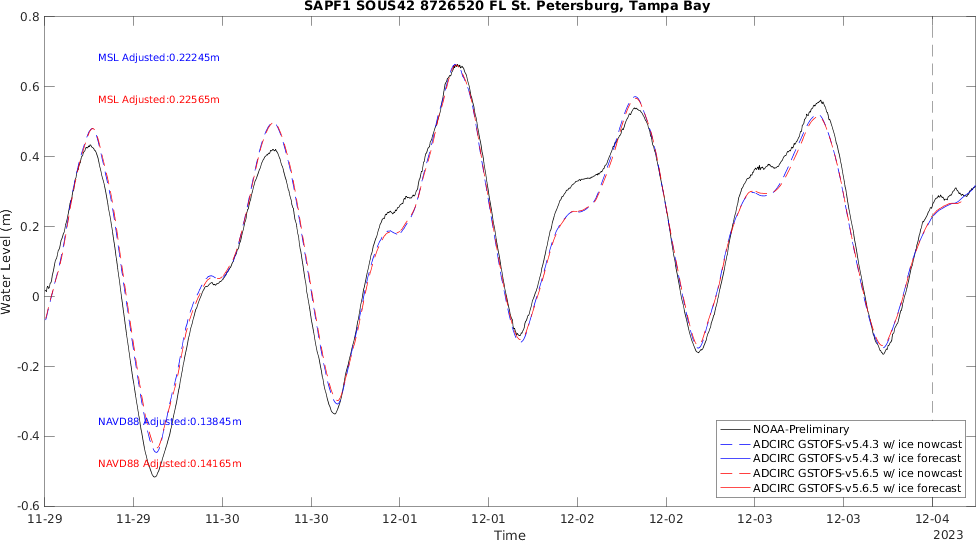 SAPF1 SOUS42 8726520 FL St. Petersburg, Tampa Bay
0.8
0.6
0.4
0.2
0
-0.2
-0.4
-0.6
Water Level (m)
MSL Adjusted:0.22245m
MSL Adjusted:0.22565m
NAVD88 Adjusted:0.13845m
NAVD88 Adjusted:0.14165m
NOAA-Preliminary
ADCIRC GSTOFS-v5.4.3 w/ ice nowcast
ADCIRC GSTOFS-v5.4.3 w/ ice forecast
ADCIRC GSTOFS-v5.6.5 w/ ice nowcast
ADCIRC GSTOFS-v5.6.5 w/ ice forecast
11-29 11-29 11-30 11-30 12-01 12-01 12-02 12-02 12-03 12-03 12-04
Time
2023